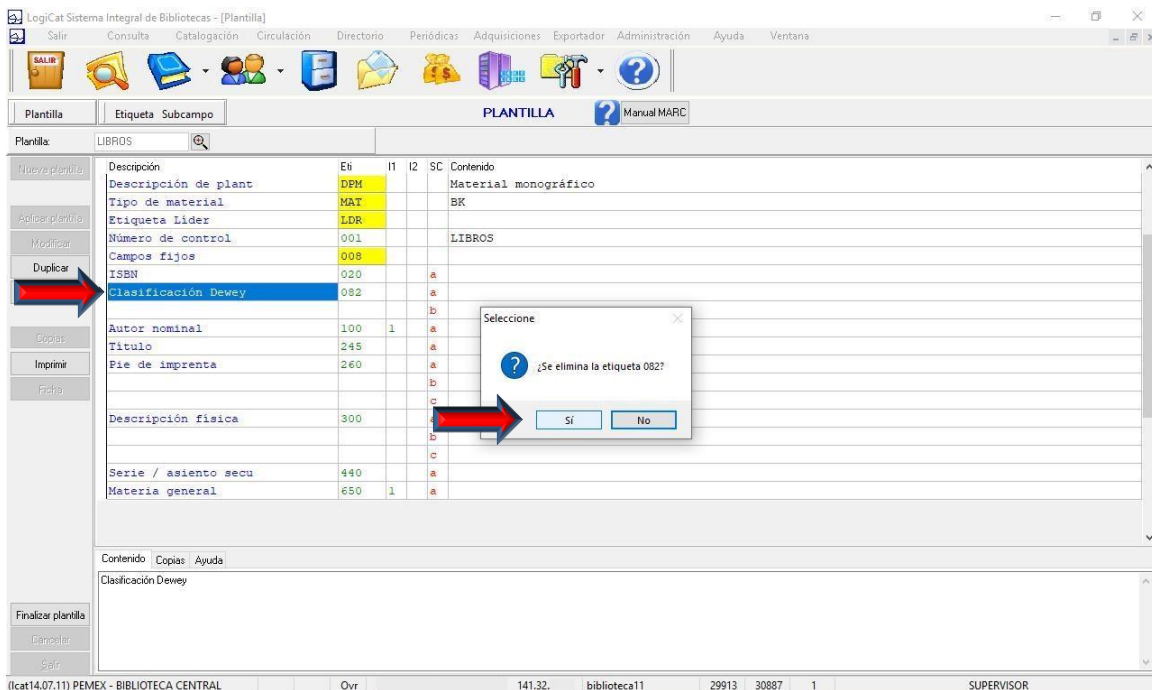 LogiCat Sistema Integral de Bibliotecas - [Plantilla]
Salir Consulta Catalogación Circulación Directorio Periódicas Adquisiciones Exportador Administración Ayuda Ventana
SALIR
Plantilla Etiqueta Subcampo PLANTILLA Manual MARC
Plantilla: LIBROS
Nueva plantilla
Aplicar plantilla
Modificar
Duplicar
Copias
Imprimir
Ficha
Descripción Eti I1 I2 SC Contenido
Descripción de plant DPM Material monográfico
Tipo de material MAT BK
Etiqueta Líder LDR
Número de control 001 LIBROS
Campos fijos 008
ISBN 020 a
Clasificación Dewey 082 a
b
Autor nominal 100 1 a
Título 245 a
Pie de imprenta 260 a
b
c
Descripción física 300
b
c
Serie / asiento secu 440 a
Materia general 650 1 a
Seleccione
¿Se elimina la etiqueta 082?
Sí No
Contenido Copias Ayuda
Clasificación Dewey
Finalizar plantilla
Cancelar
Salir
(lcat14.07.11) PEMEX - BIBLIOTECA CENTRAL Ovr 141.32. biblioteca11 29913 30887 1 SUPERVISOR